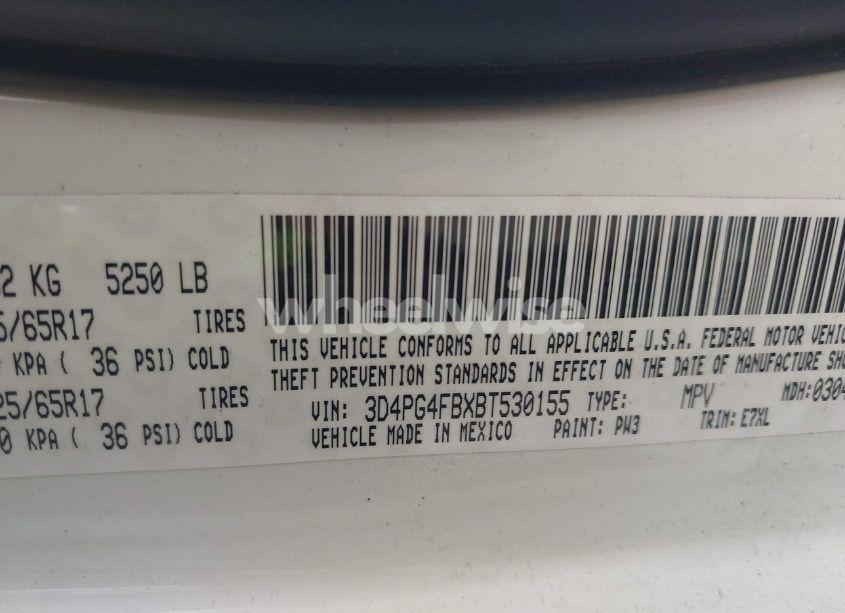 2 KG 5250 LB
5/65R17 TIRES
KPA ( 36 PSI) COLD
25/65R17 TIRES
0 KPA ( 36 PSI) COLD
wheelwise
THIS VEHICLE CONFORMS TO ALL APPLICABLE U.S.A. FEDERAL MOTOR VEHIC
THEFT PREVENTION STANDARDS IN EFFECT ON THE DATE OF MANUFACTURE SHO
VIN: 3D4PG4FBXBT530155 TYPE: MPV MDH:0304
VEHICLE MADE IN MEXICO PAINT: PW3 TRIM: E7XL